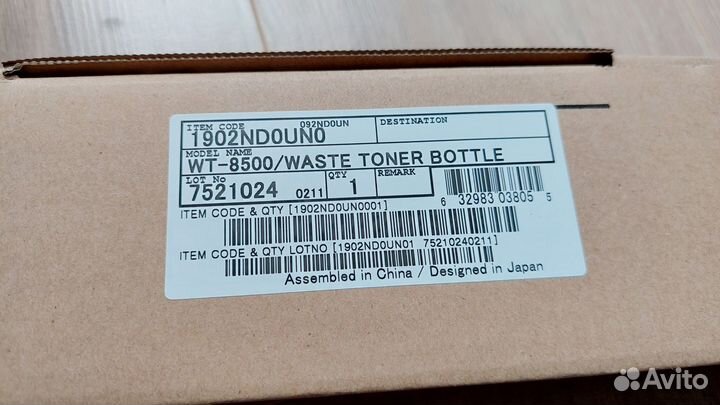 ITEM CODE 092ND0UN DESTINATION
1902ND0UN0
MODEL NAME
WT-8500/WASTE TONER BOTTLE
LOT No QTY REMARK
7521024 0211 1
6 32983 03805 5
ITEM CODE & QTY [1902ND0UN0001]
ITEM CODE & QTY LOTNO [1902ND0UN01 75210240211]
Assembled in China / Designed in Japan
Avito